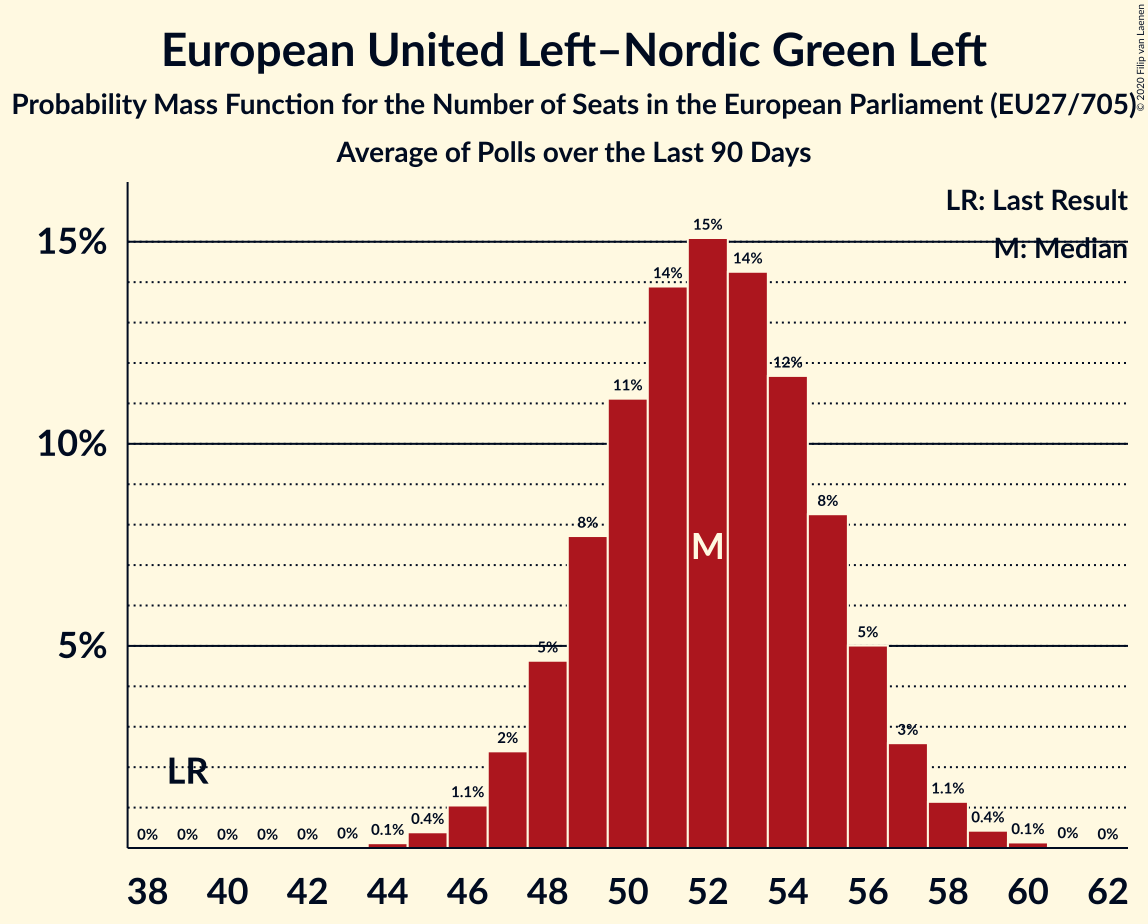 European United Left–Nordic Green Left
Probability Mass Function for the Number of Seats in the European Parliament (EU27/705)
Average of Polls over the Last 90 Days
© 2020 Filip van Laenen
LR: Last Result
M: Median
15%
10%
5%
0% 0% 0% 0% 0% 0% 0.1% 0.4% 1.1% 2% 5% 8% 11% 14% 15% 14% 12% 8% 5% 3% 1.1% 0.4% 0.1% 0% 0%
M
LR
38 40 42 44 46 48 50 52 54 56 58 60 62